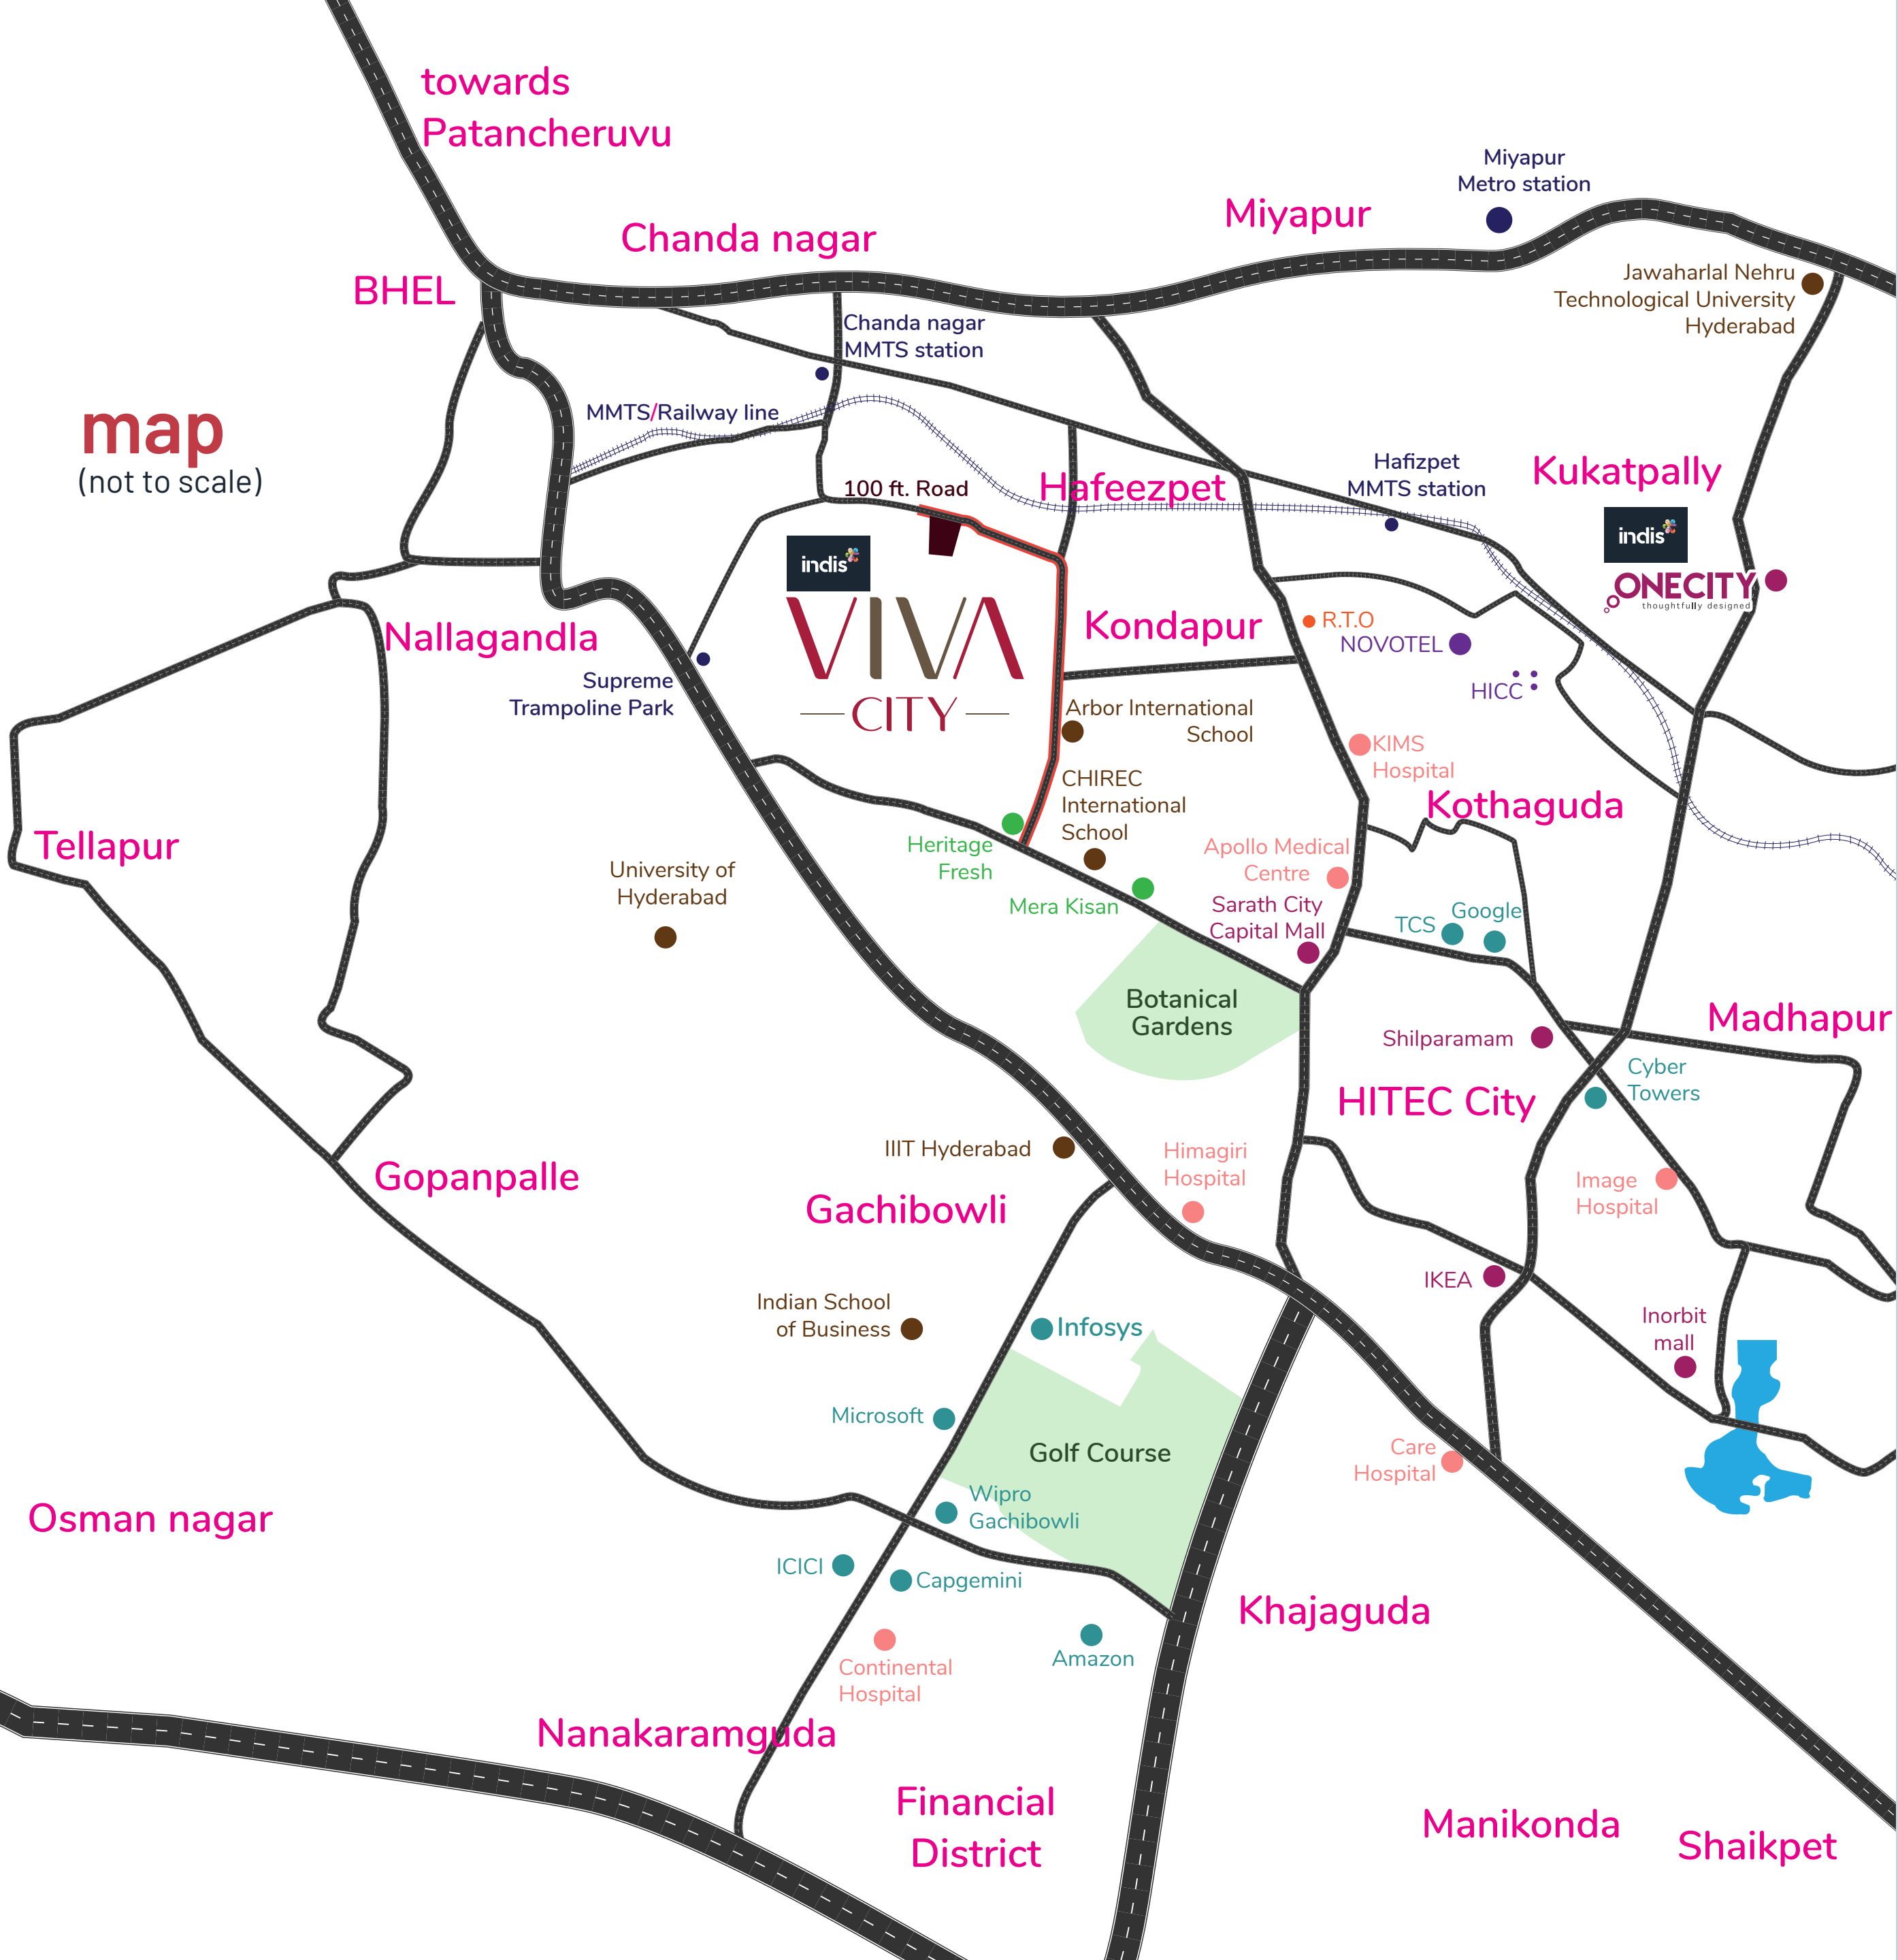 towards
Patancheruvu
Miyapur
Metro station
Miyapur
Chanda nagar
BHEL
Jawaharlal Nehru
Technological University
Hyderabad
Chanda nagar
MMTS station
map
(not to scale)
MMTS/Railway line
100 ft. Road
Hafeezpet
Hafizpet
MMTS station
Kukatpally
indis
ONECITY
thoughtfully designed
indis
VIVA
CITY
Kondapur
R.T.O
NOVOTEL
HICC
Nallagandla
Supreme
Trampoline Park
Arbor International
School
KIMS
Hospital
CHIREC
International
School
Kothaguda
Tellapur
Heritage
Fresh
Apollo Medical
Centre
University of
Hyderabad
Mera Kisan
Sarath City
Capital Mall
TCS
Google
Botanical
Gardens
Madhapur
Shilparamam
Cyber
Towers
HITEC City
IIIT Hyderabad
Himagiri
Hospital
Gopanpalle
Gachibowli
Image
Hospital
IKEA
Indian School
of Business
Infosys
Inorbit
mall
Microsoft
Golf Course
Care
Hospital
Wipro
Gachibowli
Osman nagar
ICICI
Capgemini
Khajaguda
Amazon
Continental
Hospital
Nanakaramguda
Financial
District
Manikonda
Shaikpet